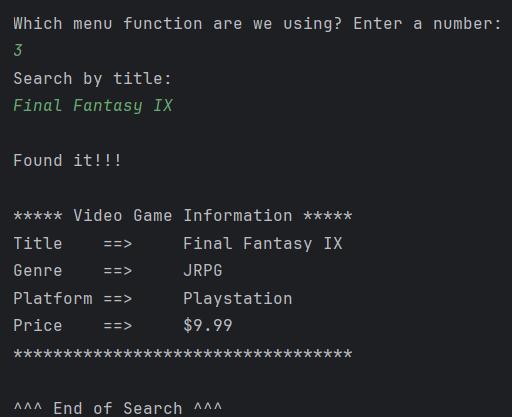 Which menu function are we using? Enter a number:
3
Search by title:
Final Fantasy IX
Found it!!!
***** Video Game Information *****
Title    ==>     Final Fantasy IX
Genre    ==>     JRPG
Platform ==>     Playstation
Price    ==>     $9.99
**********************************
^^^ End of Search ^^^